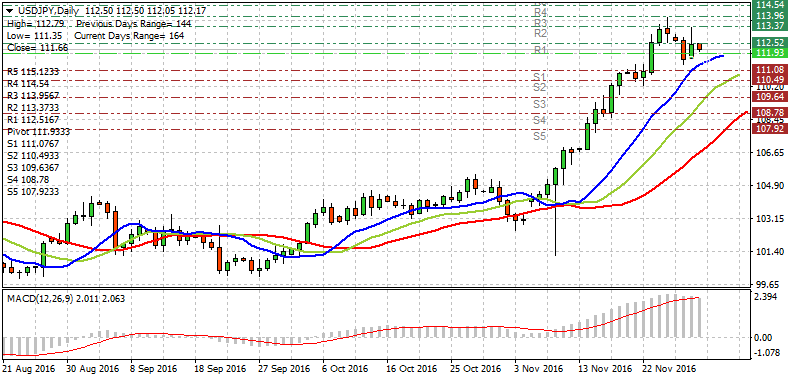 USDJPY,Daily 112.50 112.50 112.05 112.17
High= 112.79 Previous Days Range= 144
Low= 111.35 Current Days Range= 164
Close= 111.66
R5 115.1233
R4 114.54
R3 113.9567
R2 113.3733
R1 112.5167
Pivot 111.9333
S1 111.0767
S2 110.4933
S3 109.6367
S4 108.78
S5 107.9233
R4
R3
R2
R1
S1
S2
S3
S4
S5
114.54
113.96
113.37
112.52
111.93
111.08
110.49
110.20
109.64
108.78
108.45
107.92
106.65
104.90
103.15
101.40
99.65
MACD(12,26,9) 2.011 2.063
2.394
0.00
-1.078
21 Aug 2016 30 Aug 2016 8 Sep 2016 18 Sep 2016 27 Sep 2016 6 Oct 2016 16 Oct 2016 25 Oct 2016 3 Nov 2016 13 Nov 2016 22 Nov 2016